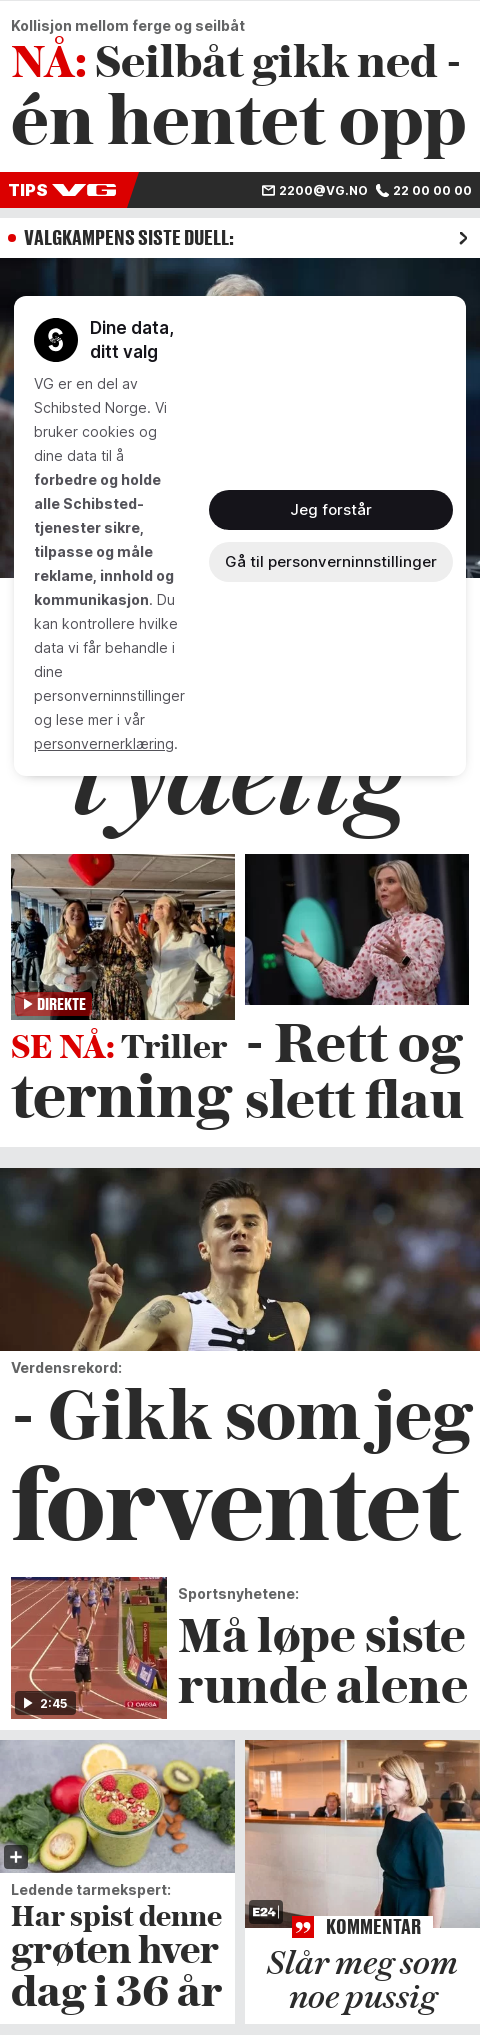 Kollisjon mellom ferge og seilbåt
NÅ: Seilbåt gikk ned -
én hentet opp
TIPS VG
2200@VG.NO 22 00 00 00
VALGKAMPENS SISTE DUELL:
Dine data,
ditt valg
VG er en del av
Schibsted Norge. Vi
bruker cookies og
dine data til å
forbedre og holde
alle Schibsted-
tjenester sikre,
tilpasse og måle
reklame, innhold og
kommunikasjon. Du
kan kontrollere hvilke
data vi får behandle i
dine
personverninnstillinger
og lese mer i vår
personvernerklæring.
Jeg forstår
Gå til personverninnstillinger
Tydelig
DIREKTE
SE NÅ: Triller
terning
- Rett og
slett flau
Verdensrekord:
- Gikk som jeg
forventet
2:45
OMEGA
Sportsnyhetene:
Må løpe siste
runde alene
Ledende tarmekspert:
Har spist denne
grøten hver
dag i 36 år
E24
KOMMENTAR
Slår meg som
noe pussig